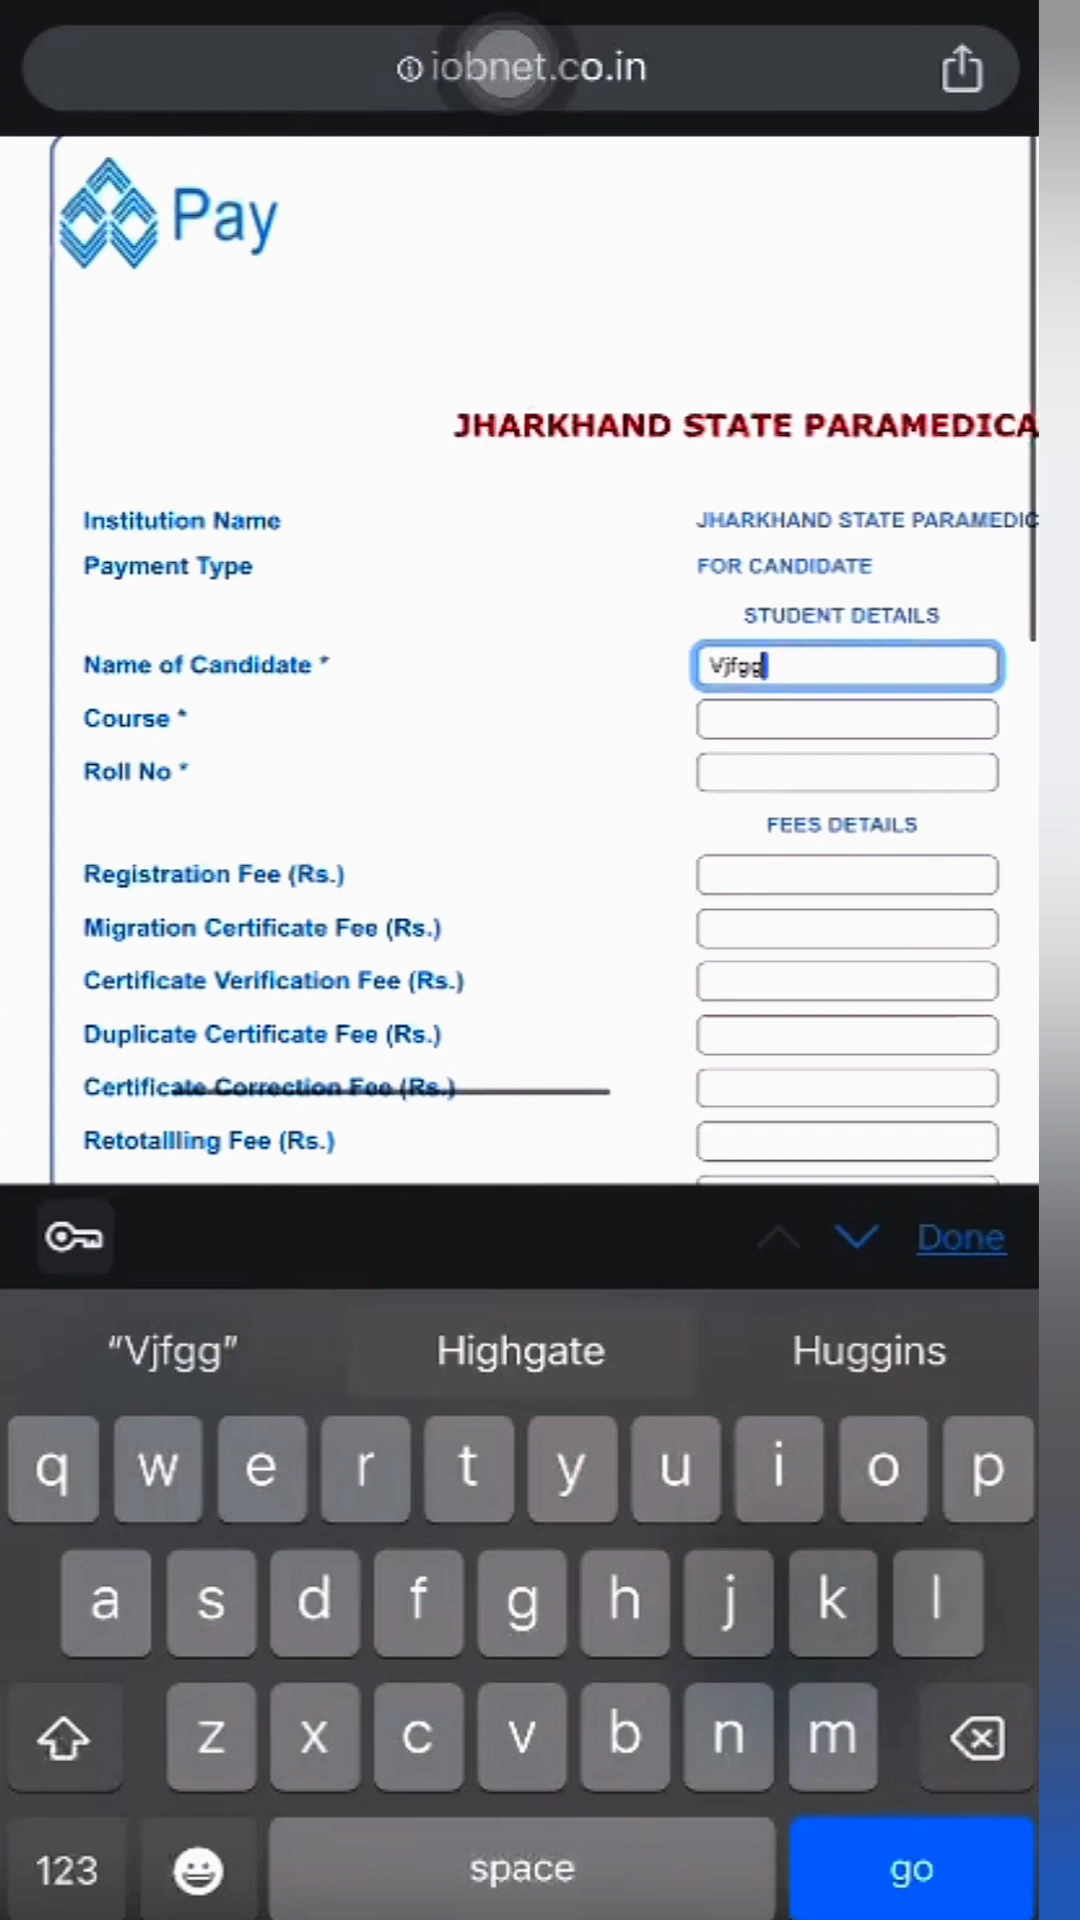 iobnet.co.in
Pay
JHARKHAND STATE PARAMEDICA
Institution Name JHARKHAND STATE PARAMEDIC
Payment Type FOR CANDIDATE
STUDENT DETAILS
Name of Candidate * Vjfgg
Course *
Roll No *
FEES DETAILS
Registration Fee (Rs.)
Migration Certificate Fee (Rs.)
Certificate Verification Fee (Rs.)
Duplicate Certificate Fee (Rs.)
Certificate Correction Fee (Rs.)
Retotallling Fee (Rs.)
Done
“Vjfgg” Highgate Huggins
q w e r t y u i o p
a s d f g h j k l
z x c v b n m
123 space go